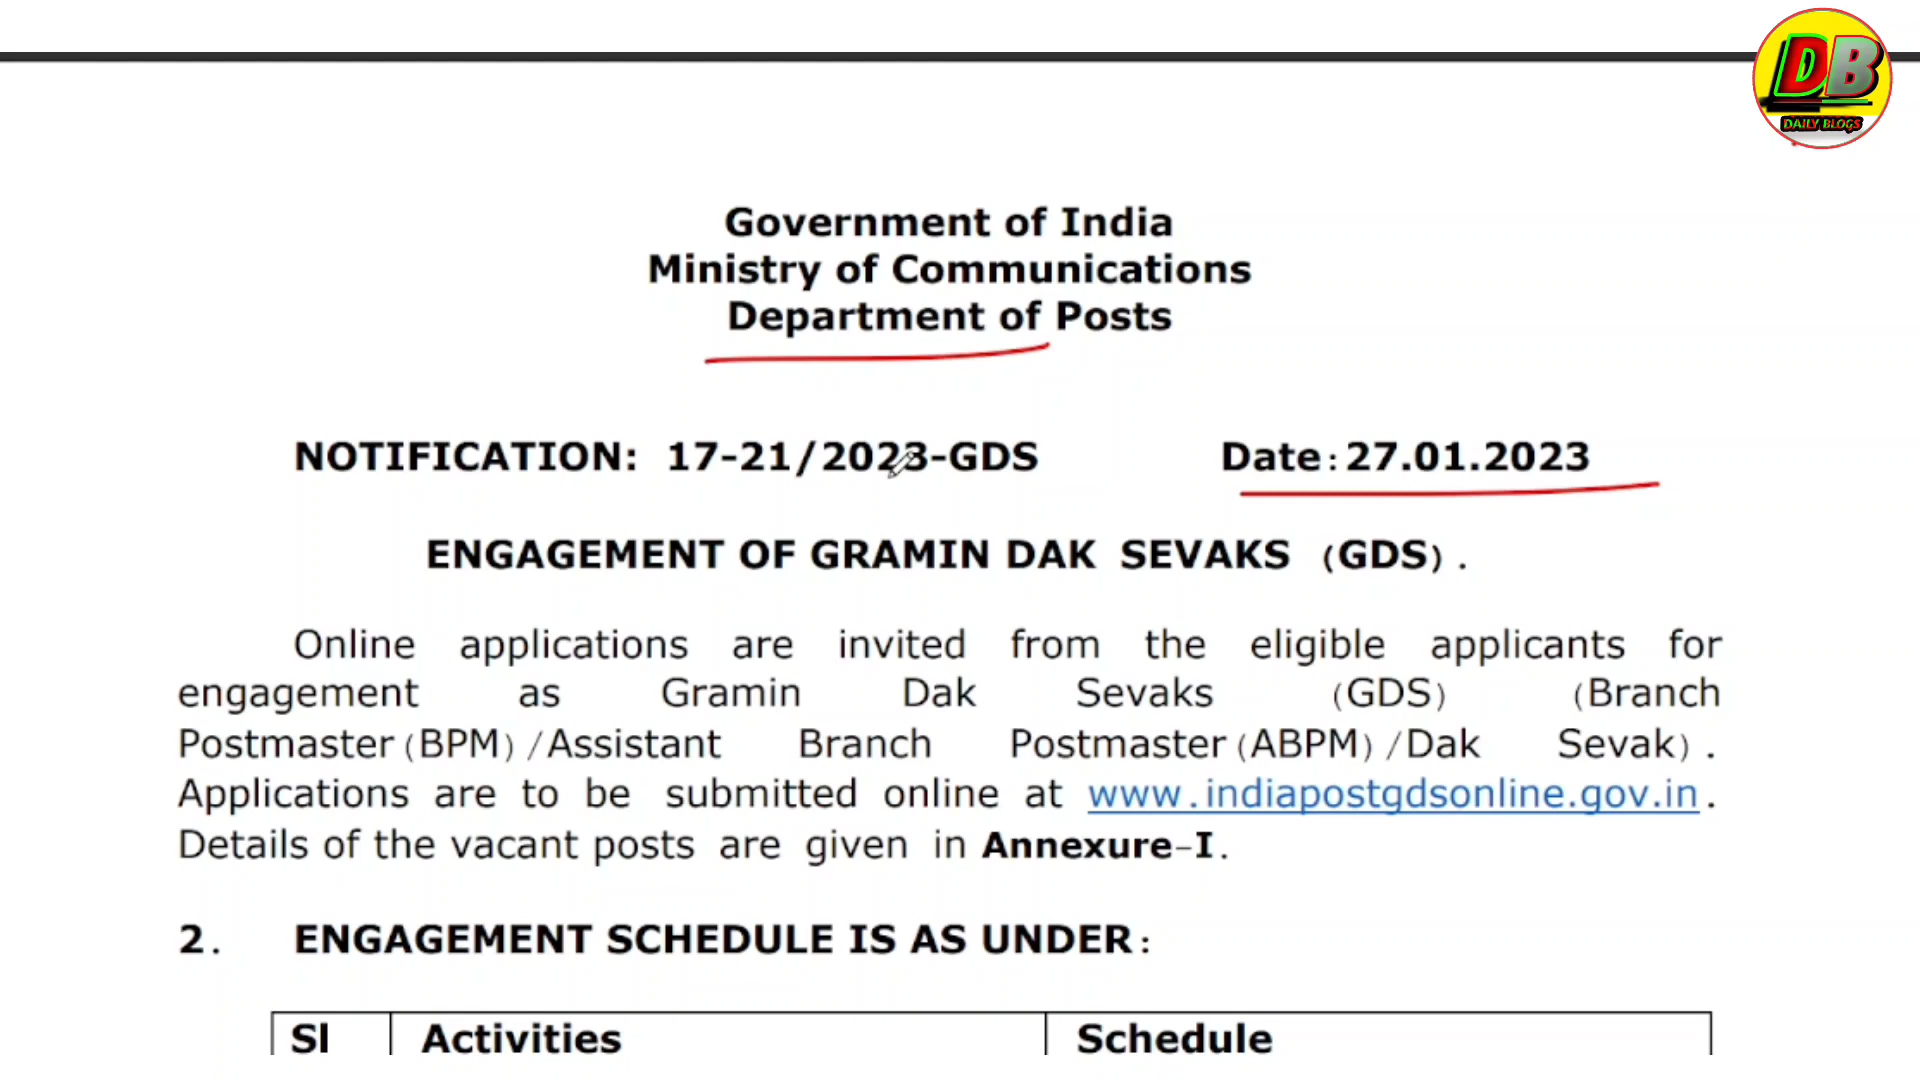 DB
DAILY BLOGS
Government of India
Ministry of Communications
Department of Posts
NOTIFICATION: 17-21/2023-GDS Date:27.01.2023
ENGAGEMENT OF GRAMIN DAK SEVAKS (GDS).
Online applications are invited from the eligible applicants for
engagement as Gramin Dak Sevaks (GDS) (Branch
Postmaster(BPM)/Assistant Branch Postmaster(ABPM)/Dak Sevak).
Applications are to be submitted online at www.indiapostgdsonline.gov.in.
Details of the vacant posts are given in Annexure-I.
2. ENGAGEMENT SCHEDULE IS AS UNDER:
Sl Activities Schedule